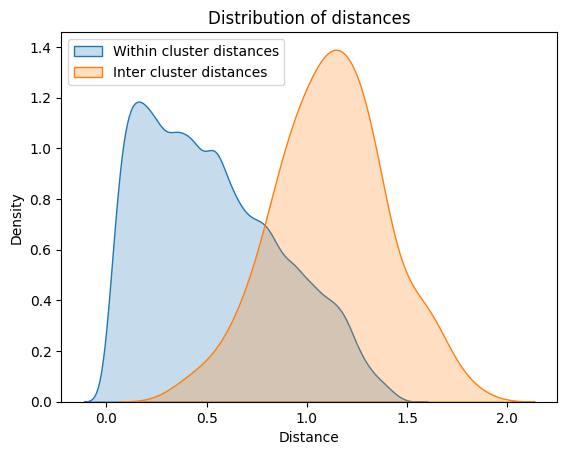 Distribution of distances
Within cluster distances
Inter cluster distances
1.4
1.2
1.0
0.8
0.6
0.4
0.2
0.0
Density
0.0 0.5 1.0 1.5 2.0
Distance